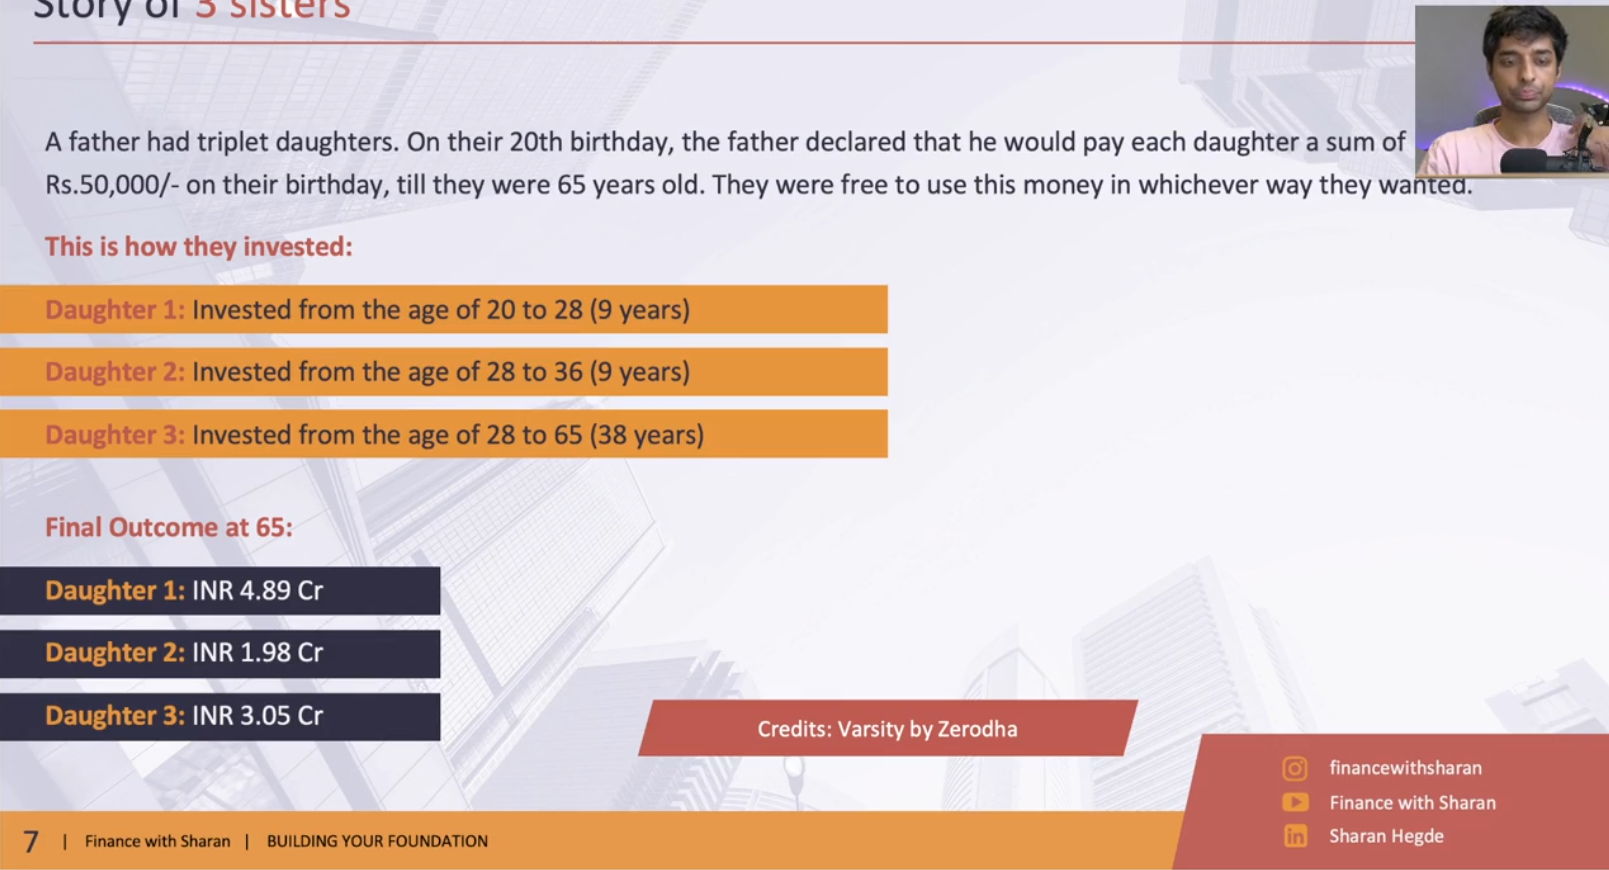 Story of 3 sisters
A father had triplet daughters. On their 20th birthday, the father declared that he would pay each daughter a sum of
Rs.50,000/- on their birthday, till they were 65 years old. They were free to use this money in whichever way they wanted.
This is how they invested:
Daughter 1: Invested from the age of 20 to 28 (9 years)
Daughter 2: Invested from the age of 28 to 36 (9 years)
Daughter 3: Invested from the age of 28 to 65 (38 years)
Final Outcome at 65:
Daughter 1: INR 4.89 Cr
Daughter 2: INR 1.98 Cr
Daughter 3: INR 3.05 Cr
Credits: Varsity by Zerodha
financewithsharan
Finance with Sharan
Sharan Hegde
7 | Finance with Sharan | BUILDING YOUR FOUNDATION